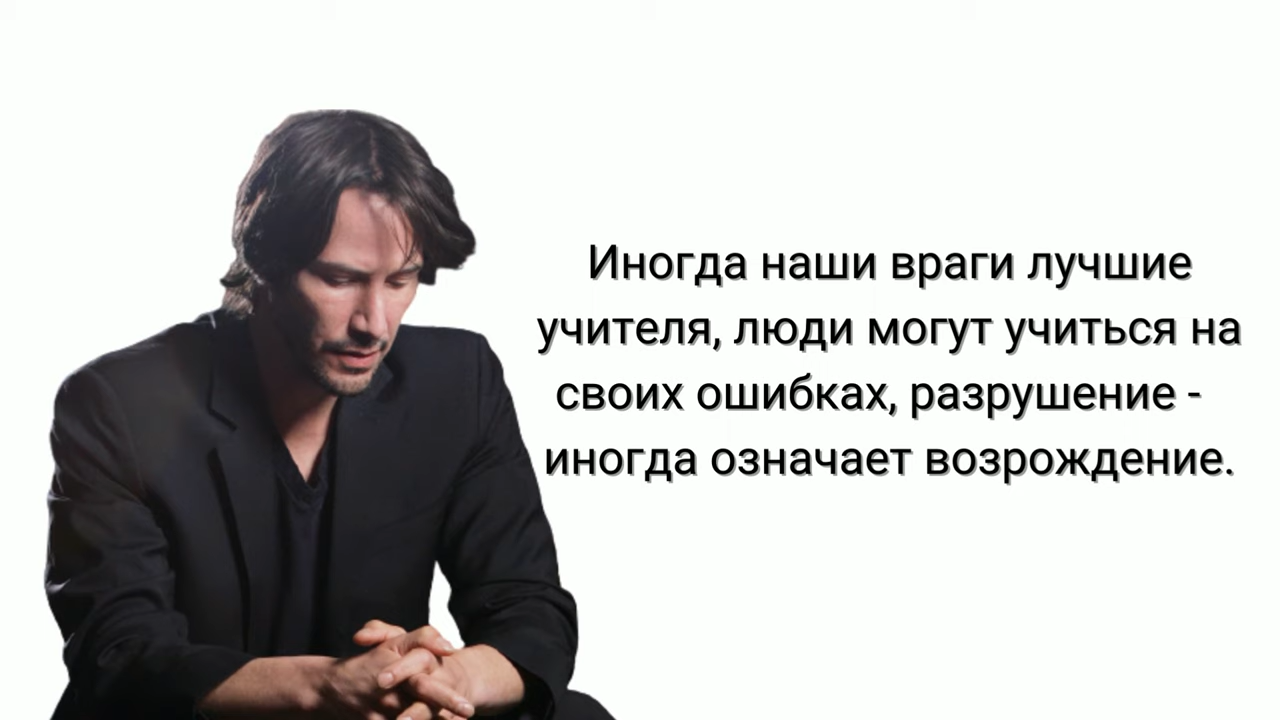 Иногда наши враги лучшие
учителя, люди могут учиться на
своих ошибках, разрушение -
иногда означает возрождение.